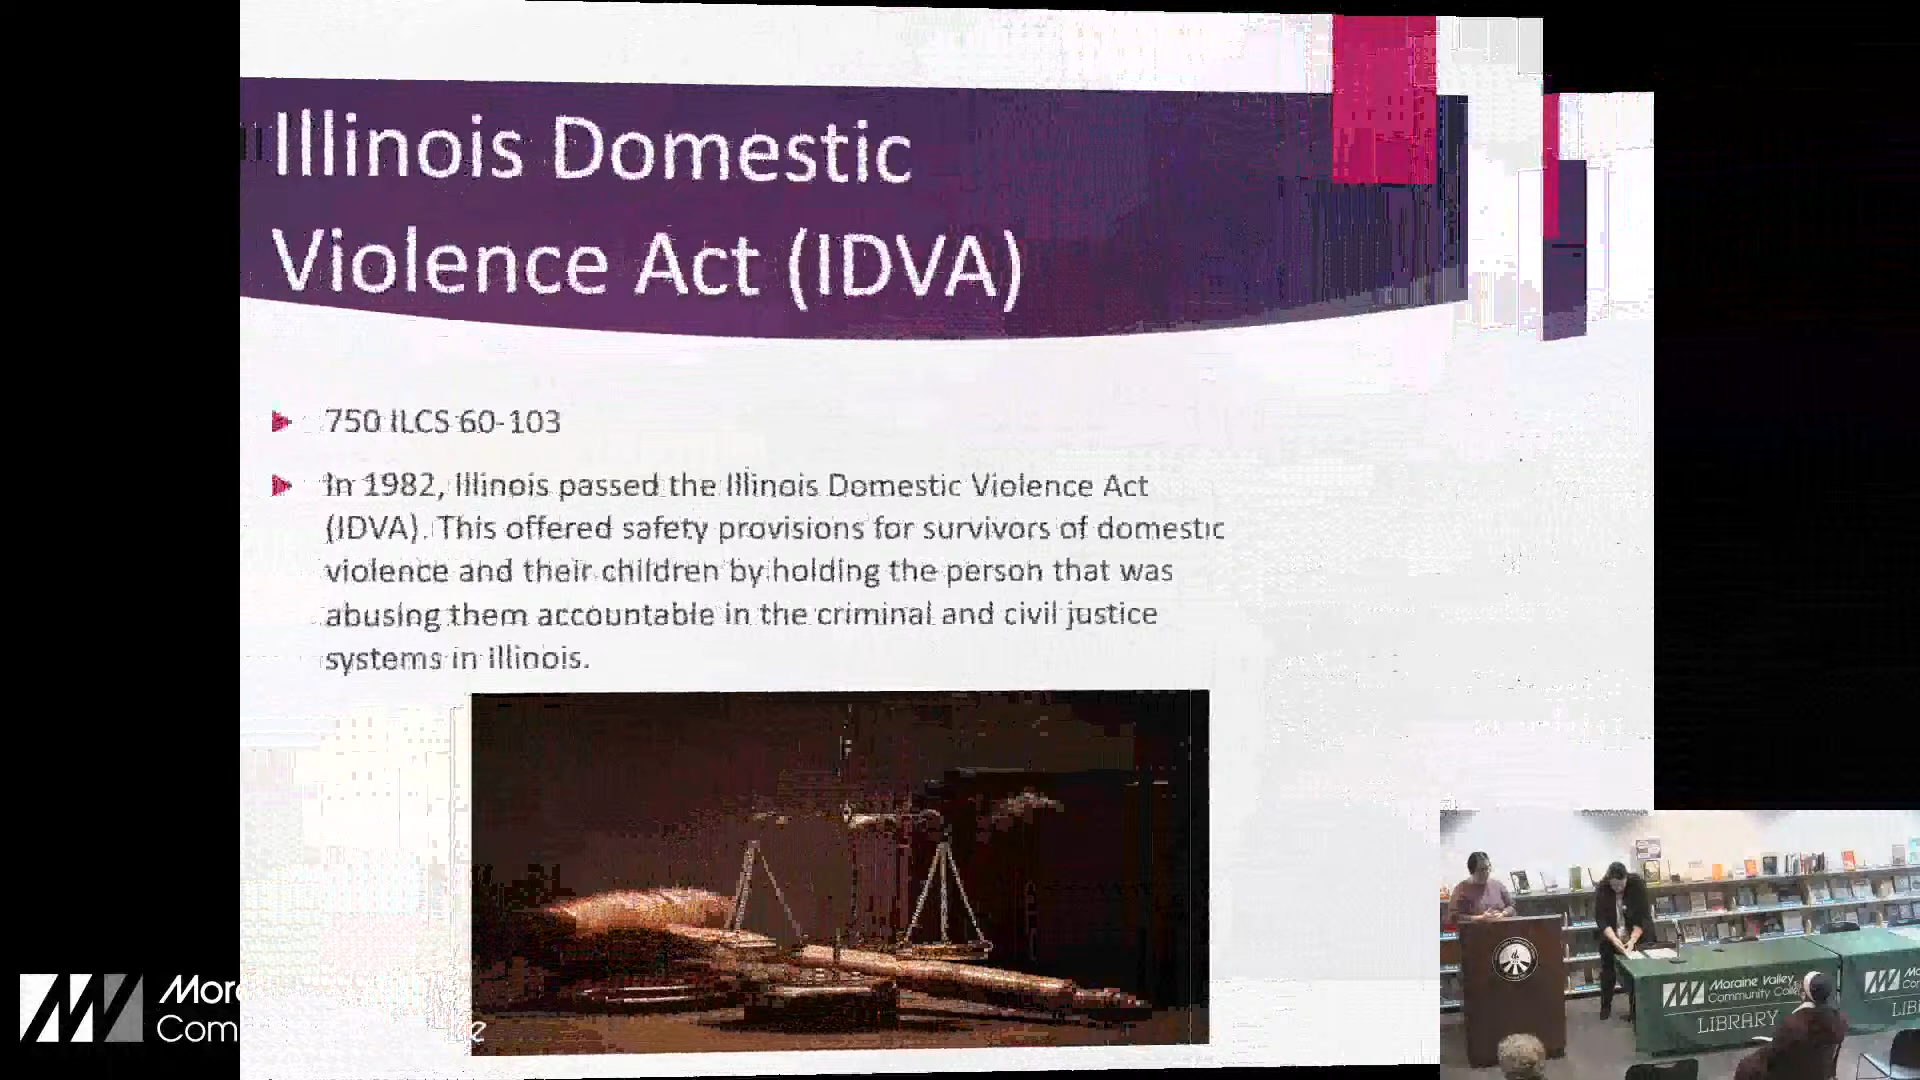 Illinois Domestic
Violence Act (IDVA)
750 ILCS 60-103
In 1982, Illinois passed the Illinois Domestic Violence Act
(IDVA). This offered safety provisions for survivors of domestic
violence and their children by holding the person that was
abusing them accountable in the criminal and civil justice
systems in Illinois.
Moraine Valley
Community
LIBRARY